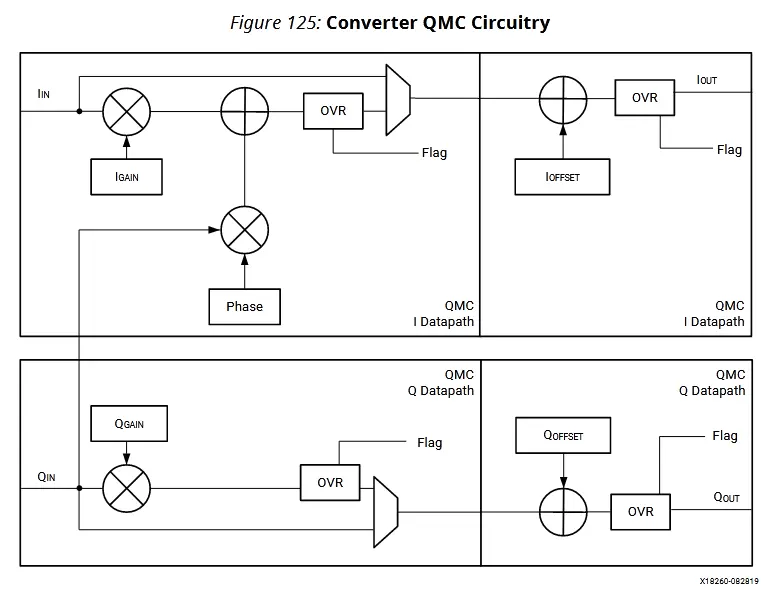 Figure 125: Converter QMC Circuitry
IIN
IGAIN
OVR
Flag
Phase
QMC
I Datapath
IOFFSET
OVR
IOUT
Flag
QMC
I Datapath
QMC
Q Datapath
QGAIN
QIN
OVR
Flag
QMC
Q Datapath
QOFFSET
OVR
Flag
QOUT
X18260-082819